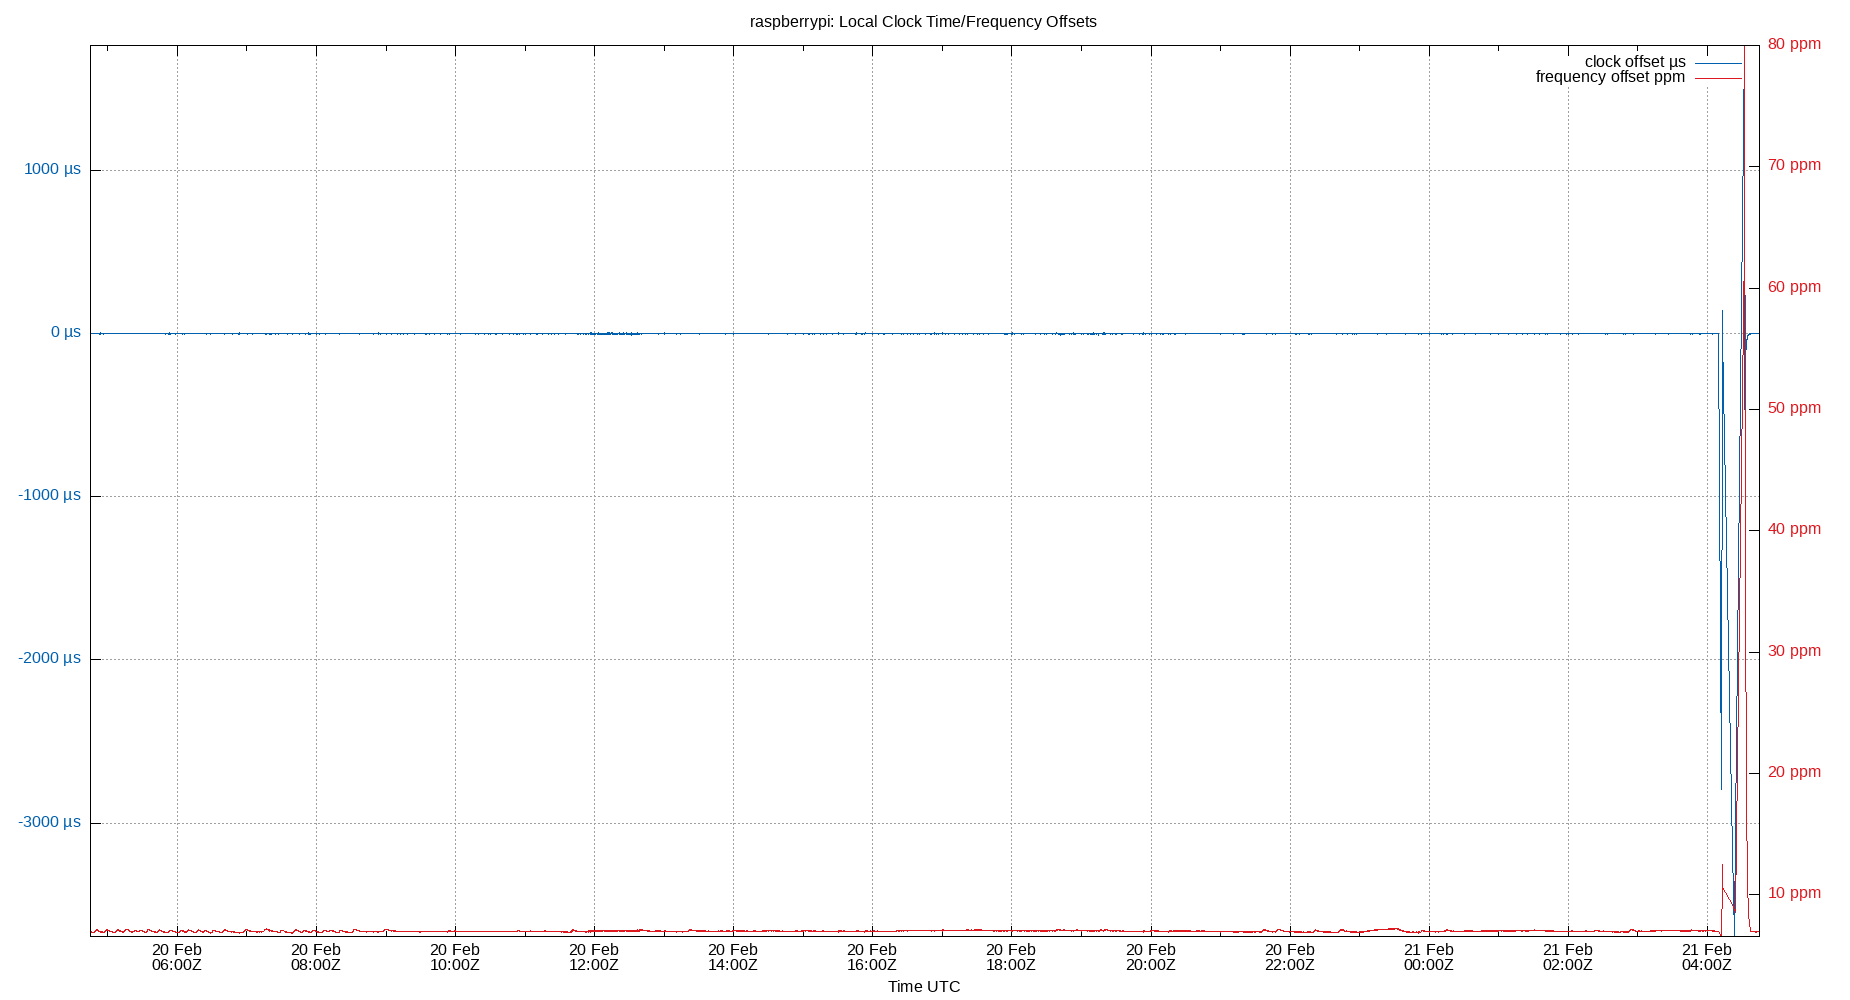 raspberrypi: Local Clock Time/Frequency Offsets
clock offset µs
frequency offset ppm
1000 µs
0 µs
-1000 µs
-2000 µs
-3000 µs
80 ppm
70 ppm
60 ppm
50 ppm
40 ppm
30 ppm
20 ppm
10 ppm
20 Feb 20 Feb 20 Feb 20 Feb 20 Feb 20 Feb 20 Feb 20 Feb 20 Feb 21 Feb 21 Feb 21 Feb
06:00Z 08:00Z 10:00Z 12:00Z 14:00Z 16:00Z 18:00Z 20:00Z 22:00Z 00:00Z 02:00Z 04:00Z
Time UTC